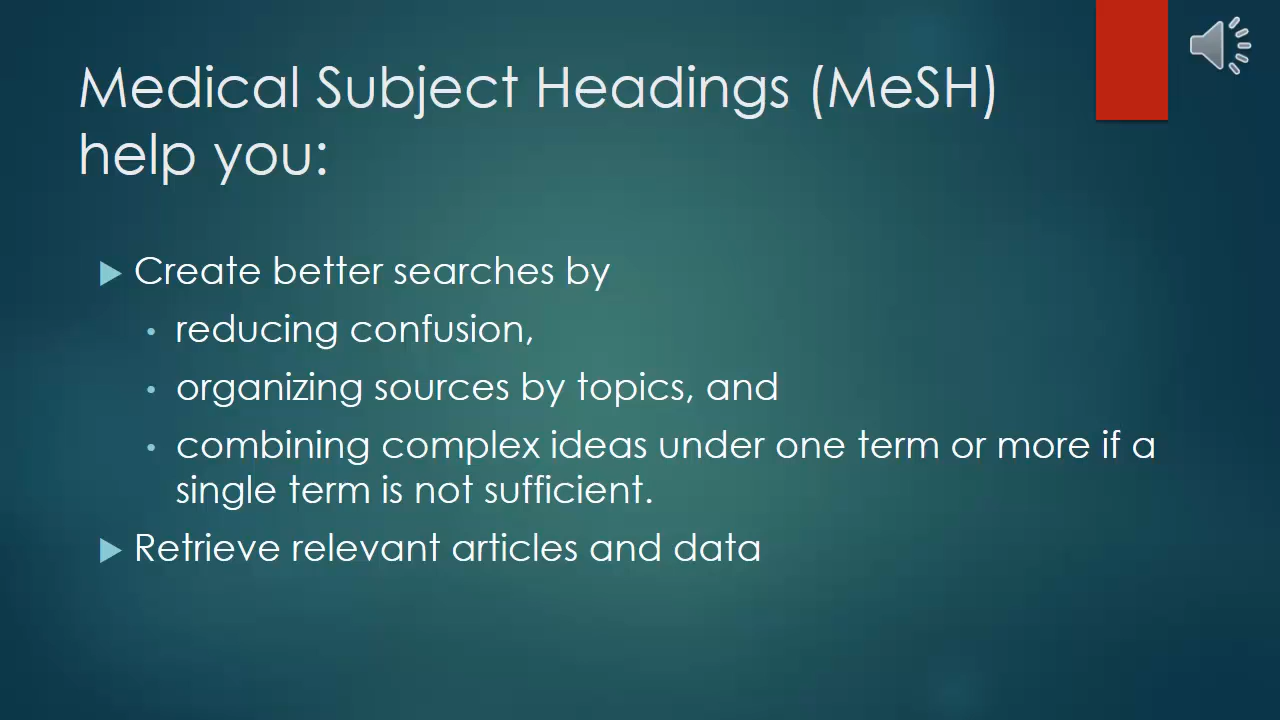 Medical Subject Headings (MeSH)
help you:
Create better searches by
reducing confusion,
organizing sources by topics, and
combining complex ideas under one term or more if a
single term is not sufficient.
Retrieve relevant articles and data